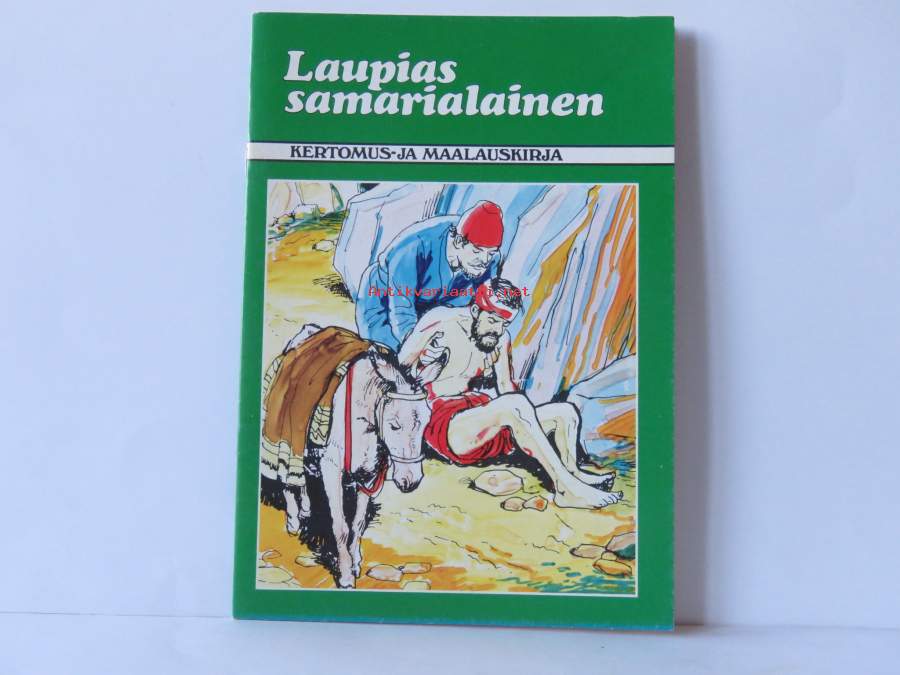 Laupias
samarialainen
KERTOMUS-JA MAALAUSKIRJA
Antikvariaatti.net